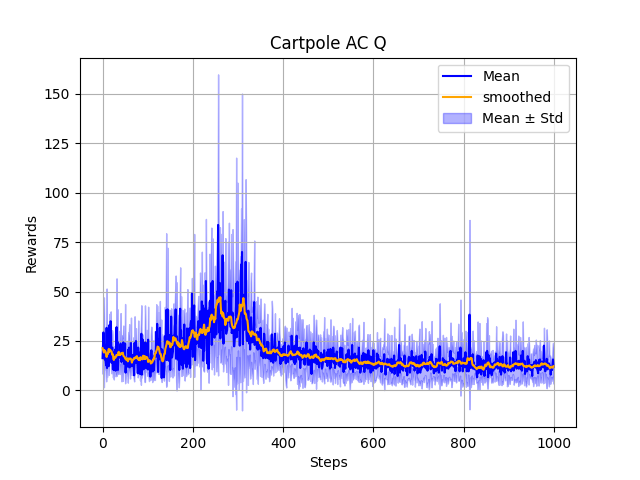 Cartpole AC Q
Mean
smoothed
Mean ± Std
Rewards
150
125
100
75
50
25
0
0 200 400 600 800 1000
Steps